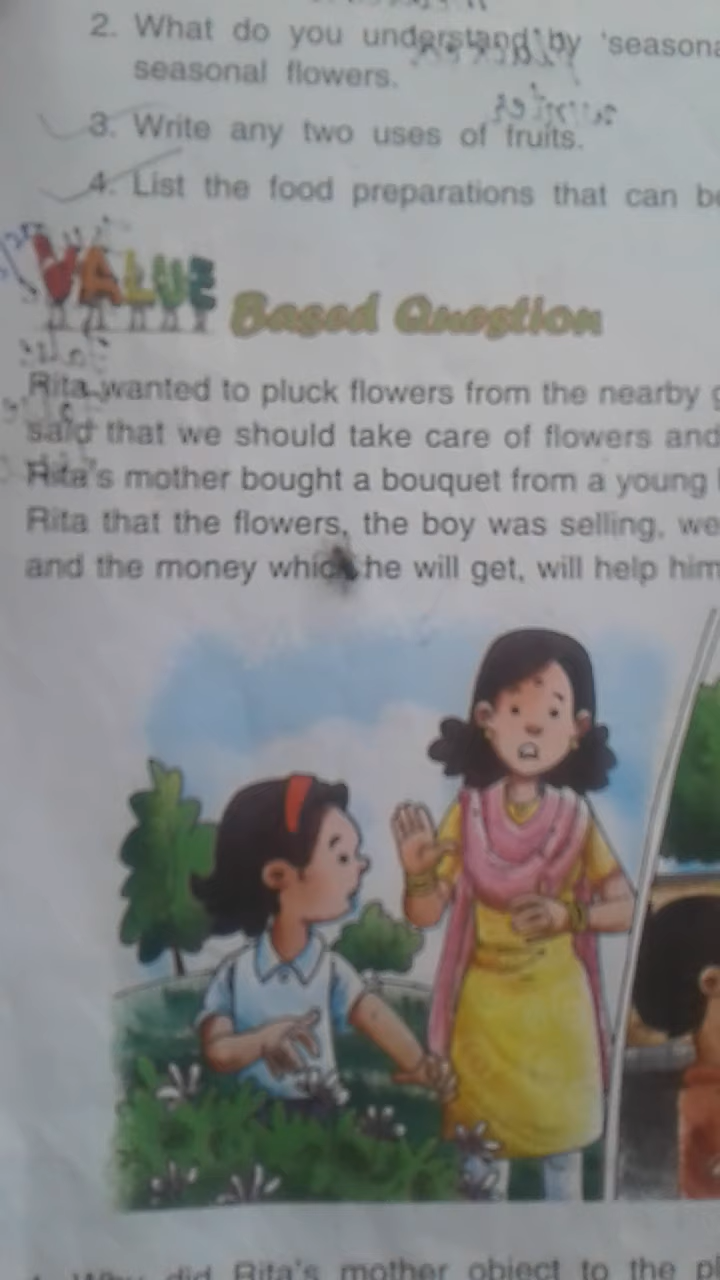 2. What do you understand by 'seasona
seasonal flowers.
3. Write any two uses of fruits.
4. List the food preparations that can be
VALUE Based Question
Rita wanted to pluck flowers from the nearby g
said that we should take care of flowers and
Rita's mother bought a bouquet from a young
Rita that the flowers, the boy was selling, we
and the money which he will get, will help him
Why did Rita's mother object to the pl